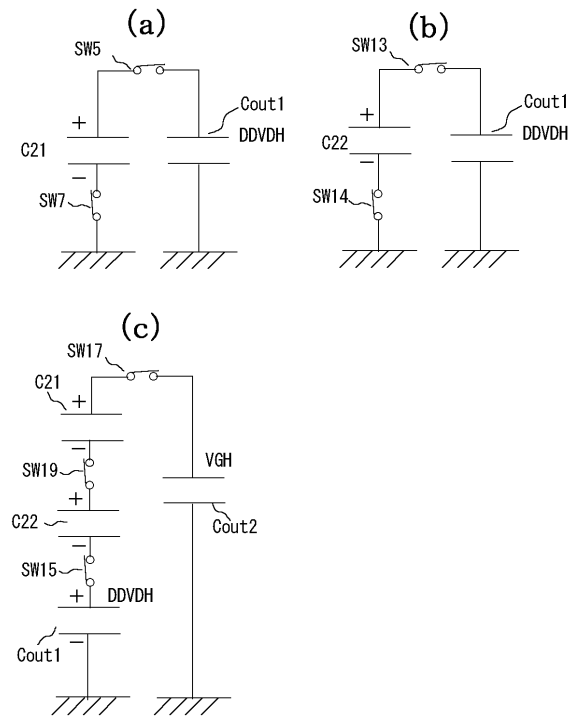 (a)
SW5
Cout1
DDVDH
+
C21
−
SW7
(b)
SW13
Cout1
DDVDH
+
C22
−
SW14
(c)
SW17
C21
+
−
SW19
VGH
+
C22
Cout2
−
SW15
DDVDH
+
Cout1
−